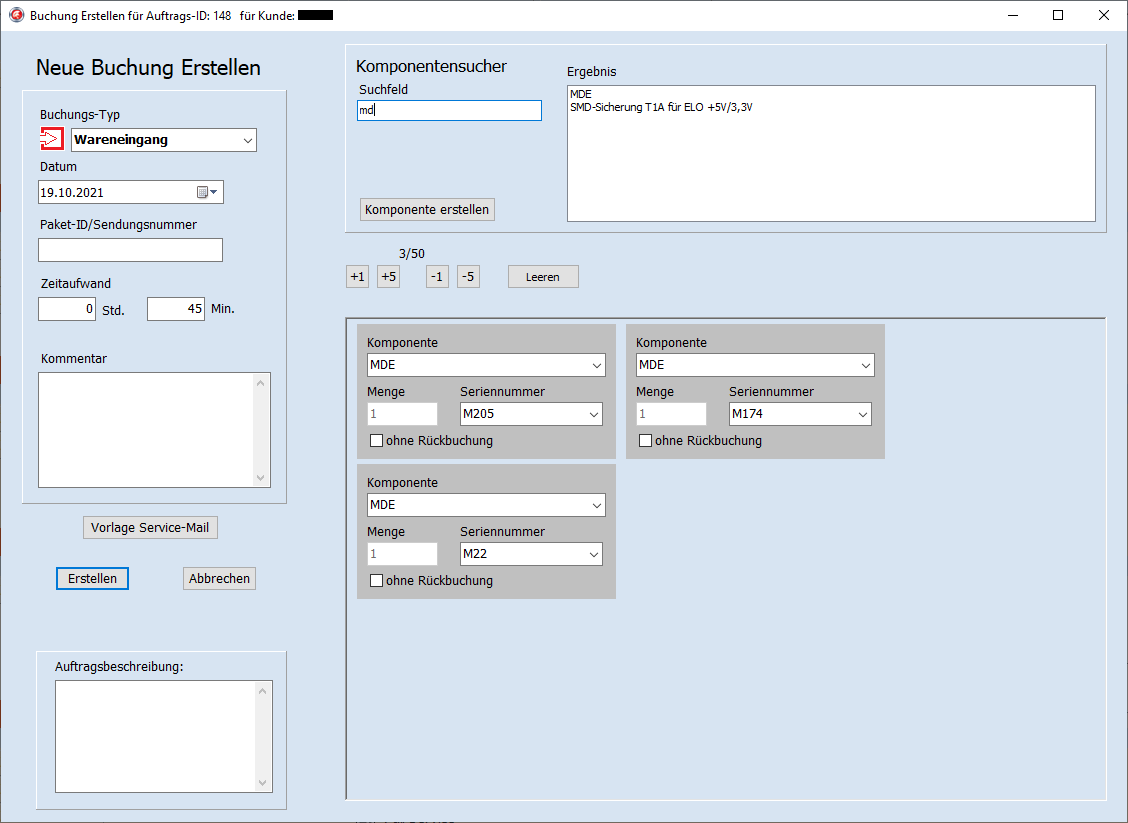 Buchung Erstellen für Auftrags-ID: 148 für Kunde:
Neue Buchung Erstellen
Buchungs-Typ
Wareneingang
Datum
19.10.2021
Paket-ID/Sendungsnummer
Zeitaufwand
0 Std. 45 Min.
Kommentar
Vorlage Service-Mail
Erstellen Abbrechen
Auftragsbeschreibung:
Komponentensucher
Suchfeld
md
Komponente erstellen
Ergebnis
MDE
SMD-Sicherung T1A für ELO +5V/3,3V
3/50
+1 +5 -1 -5 Leeren
Komponente
MDE
Menge Seriennummer
1 M205
ohne Rückbuchung
Komponente
MDE
Menge Seriennummer
1 M174
ohne Rückbuchung
Komponente
MDE
Menge Seriennummer
1 M22
ohne Rückbuchung